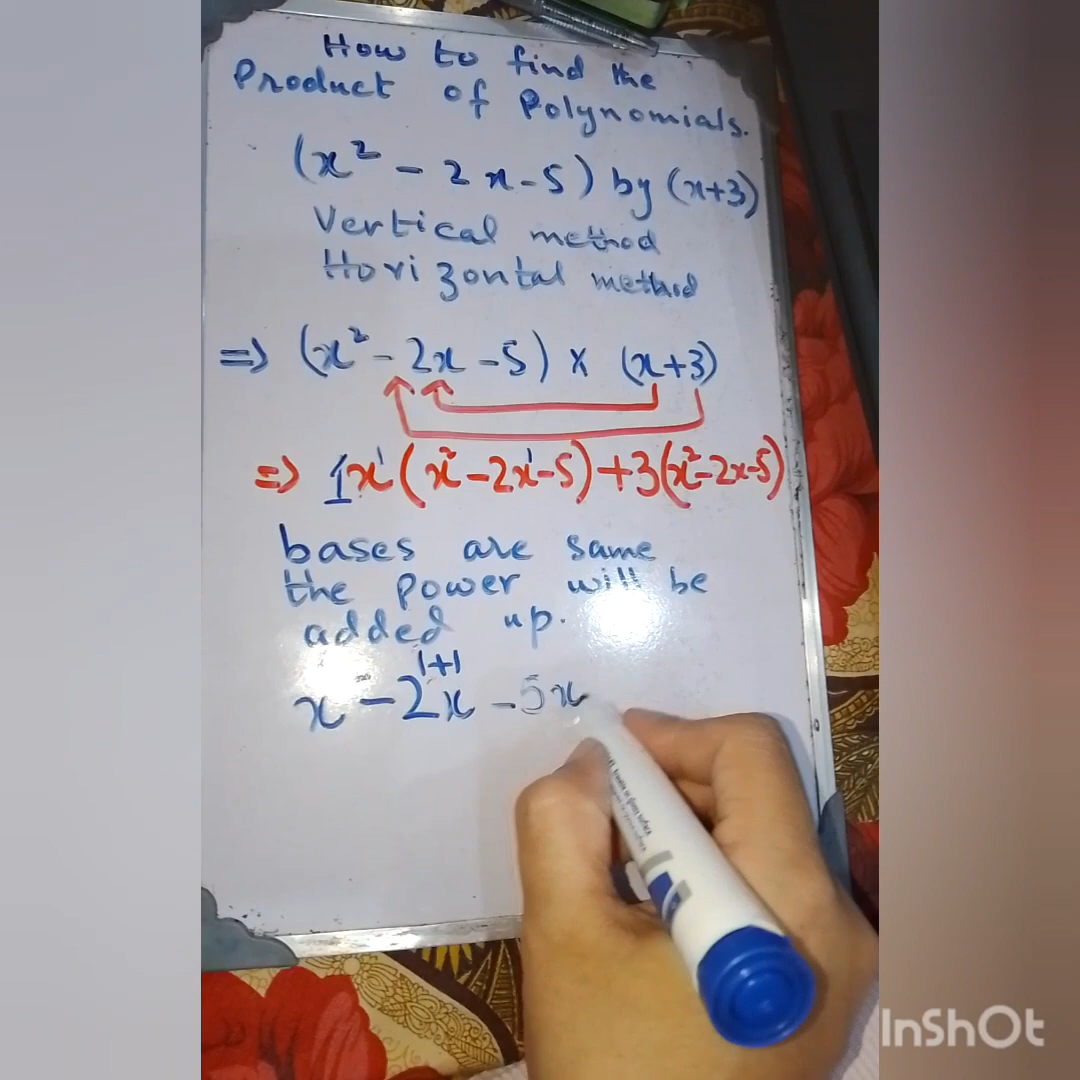 How to find the
Product of Polynomials.
(x² - 2x-5) by (x+3)
Vertical method
Horizontal method
=> (x² - 2x -5) × (x+3)
=> 1x¹(x²-2x¹-5)+3(x²-2x-5)
bases are same
the power will be
added up.
x - 2x¹⁺¹ - 5x
InShOt